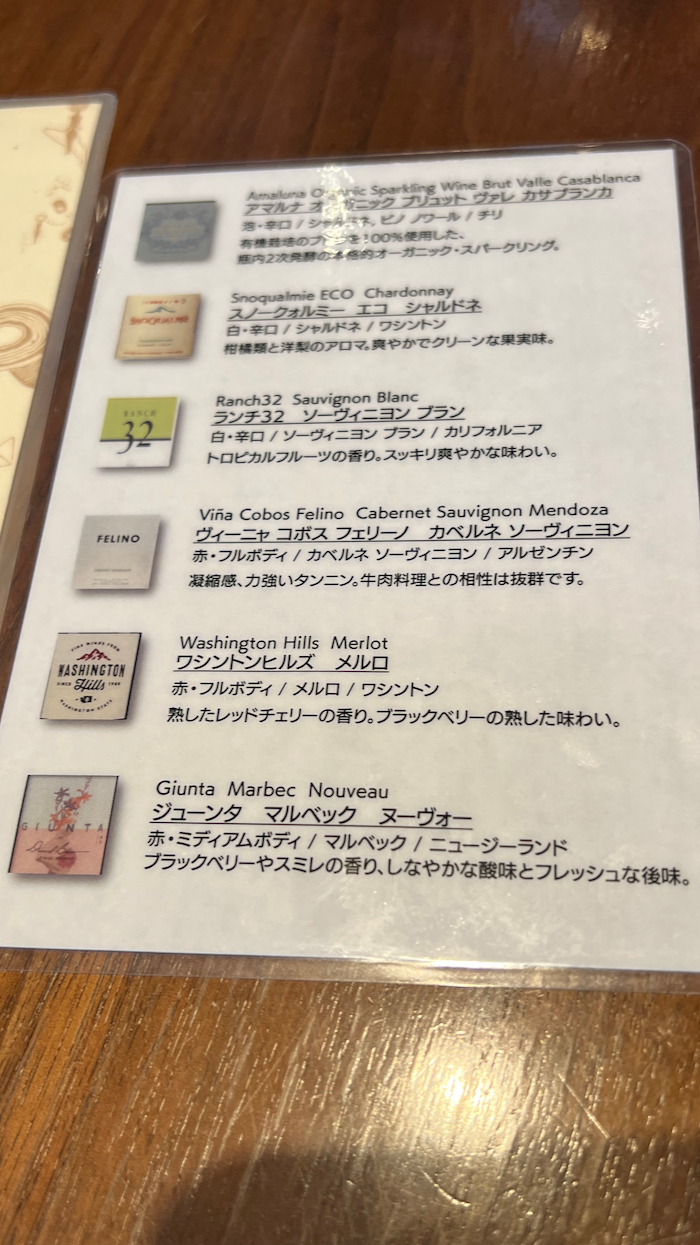 Amaluna Organic Sparkling Wine Brut Valle Casablanca
アマルナ オーガニック ブリュット ヴァレ カサブランカ
泡・辛口 / シャルドネ, ピノ ノワール / チリ
有機栽培のブドウを100%使用した、
瓶内2次発酵の本格的オーガニック・スパークリング。
Snoqualmie ECO Chardonnay
スノークォルミー エコ シャルドネ
白・辛口 / シャルドネ / ワシントン
柑橘類と洋梨のアロマ。爽やかでクリーンな果実味。
RANCH
32
Ranch32 Sauvignon Blanc
ランチ32 ソーヴィニヨン ブラン
白・辛口 / ソーヴィニヨン ブラン / カリフォルニア
トロピカルフルーツの香り。スッキリ爽やかな味わい。
FELINO
Viña Cobos Felino Cabernet Sauvignon Mendoza
ヴィーニャ コボス フェリーノ カベルネ ソーヴィニヨン
赤・フルボディ / カベルネ ソーヴィニヨン / アルゼンチン
凝縮感、力強いタンニン。牛肉料理との相性は抜群です。
WASHINGTON
Hills
Washington Hills Merlot
ワシントンヒルズ メルロ
赤・フルボディ / メルロ / ワシントン
熟したレッドチェリーの香り。ブラックベリーの熟した味わい。
GIUNTA
Giunta Marbec Nouveau
ジューンタ マルベック ヌーヴォー
赤・ミディアムボディ / マルベック / ニュージーランド
ブラックベリーやスミレの香り、しなやかな酸味とフレッシュな後味。